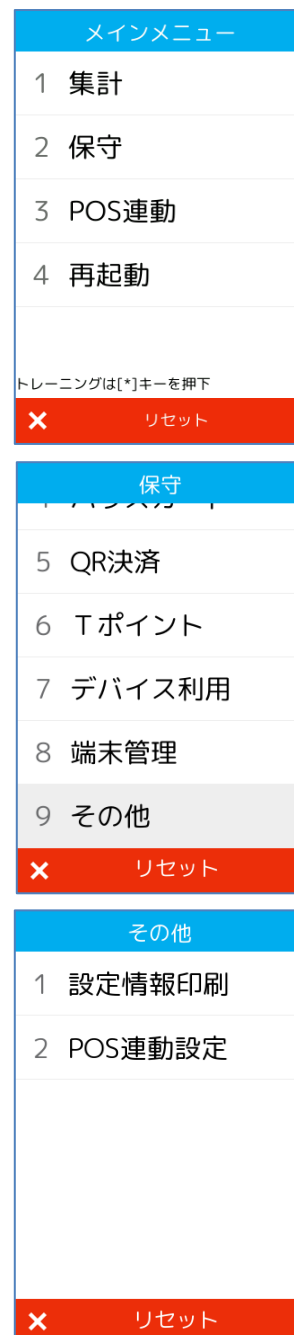 メインメニュー
1 集計
2 保守
3 POS連動
4 再起動
トレーニングは[*]キーを押下
× リセット
保守
5 QR決済
6 Tポイント
7 デバイス利用
8 端末管理
9 その他
× リセット
その他
1 設定情報印刷
2 POS連動設定
× リセット